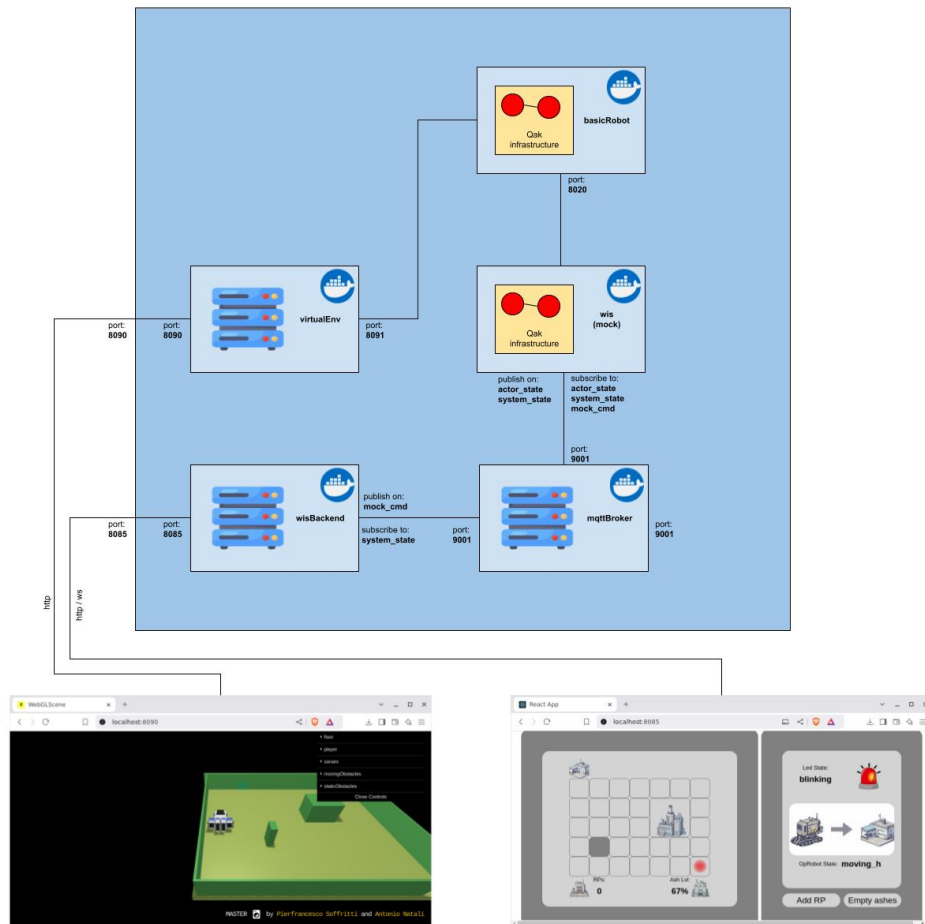 Qak
infrastructure
basicRobot
port:
8020
virtualEnv
port:
8090
port:
8090
port:
8091
Qak
infrastructure
wis
(mock)
publish on:
actor_state
system_state
subscribe to:
actor_state
system_state
mock_cmd
port:
9001
wisBackend
port:
8085
port:
8085
publish on:
mock_cmd
subscribe to:
system_state
port:
9001
mqttBroker
port:
9001
http
http / ws
WebGLScene
localhost:8090
floor
player
sonars
movingObstacles
staticObstacles
Close Controls
MASTER by Pierfrancesco Soffritti and Antonio Natali
React App
localhost:8085
Led State:
blinking
OpRobot State: moving_h
RPs:
0
Ash Lvl:
67%
Add RP
Empty ashes